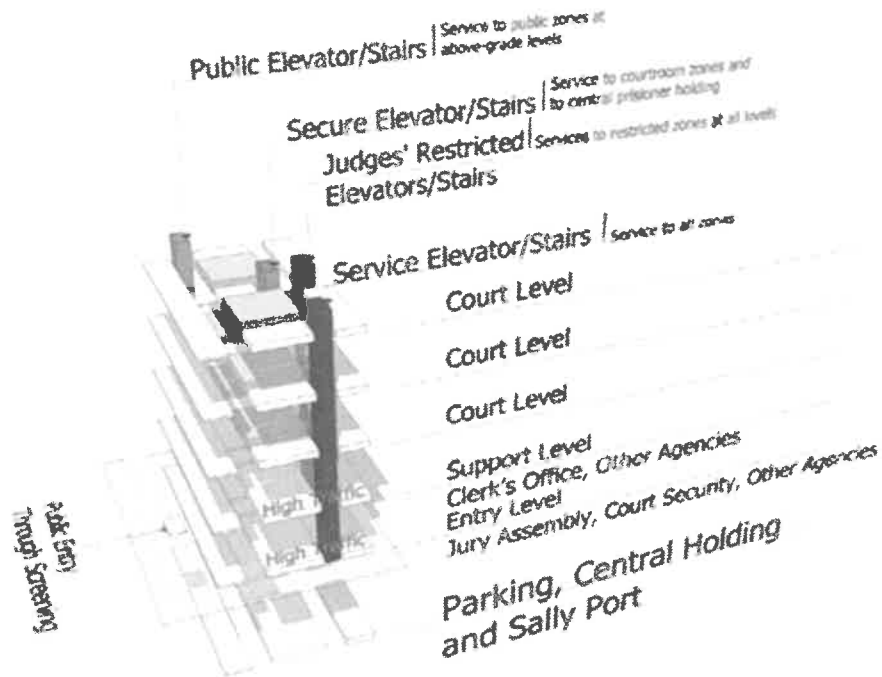 Public Elevator/Stairs
Service to public zones at
above-grade levels
Secure Elevator/Stairs
Service to courtroom zones and
to central prisioner holding
Judges' Restricted
Elevators/Stairs
Services to restricted zones at all levels
Service Elevator/Stairs
Service to all zones
Court Level
Court Level
Court Level
Support Level
Clerk's Office, Other Agencies
Entry Level
Jury Assembly, Court Security, Other Agencies
High Traffic
High Traffic
Public Entry
Through Screening
Parking, Central Holding
and Sally Port